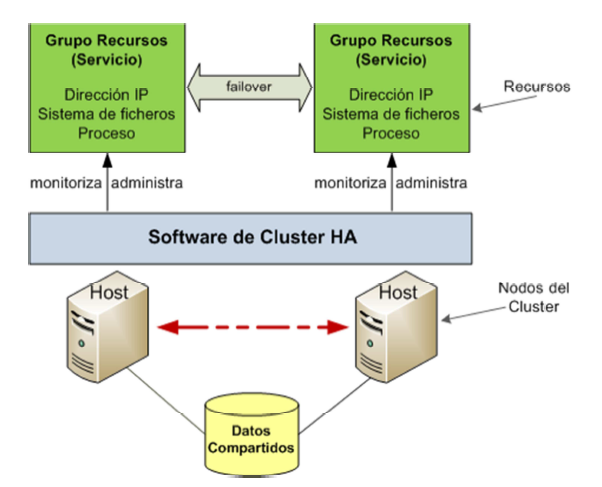 Grupo Recursos
(Servicio)
Dirección IP
Sistema de ficheros
Proceso
failover
Grupo Recursos
(Servicio)
Dirección IP
Sistema de ficheros
Proceso
Recursos
monitoriza administra
monitoriza administra
Software de Cluster HA
Host
Host
Nodos del
Cluster
Datos
Compartidos